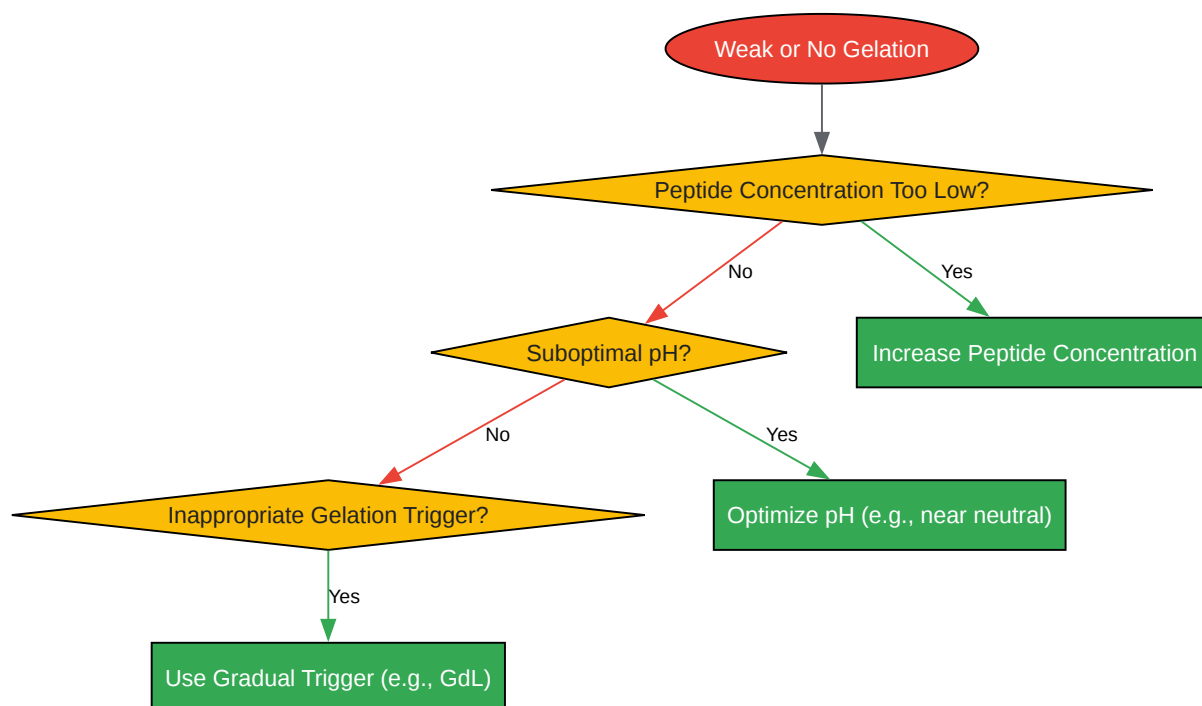 Weak or No Gelation
Peptide Concentration Too Low?
No
Yes
Suboptimal pH?
Increase Peptide Concentration
No
Yes
Inappropriate Gelation Trigger?
Optimize pH (e.g., near neutral)
Yes
Use Gradual Trigger (e.g., GdL)